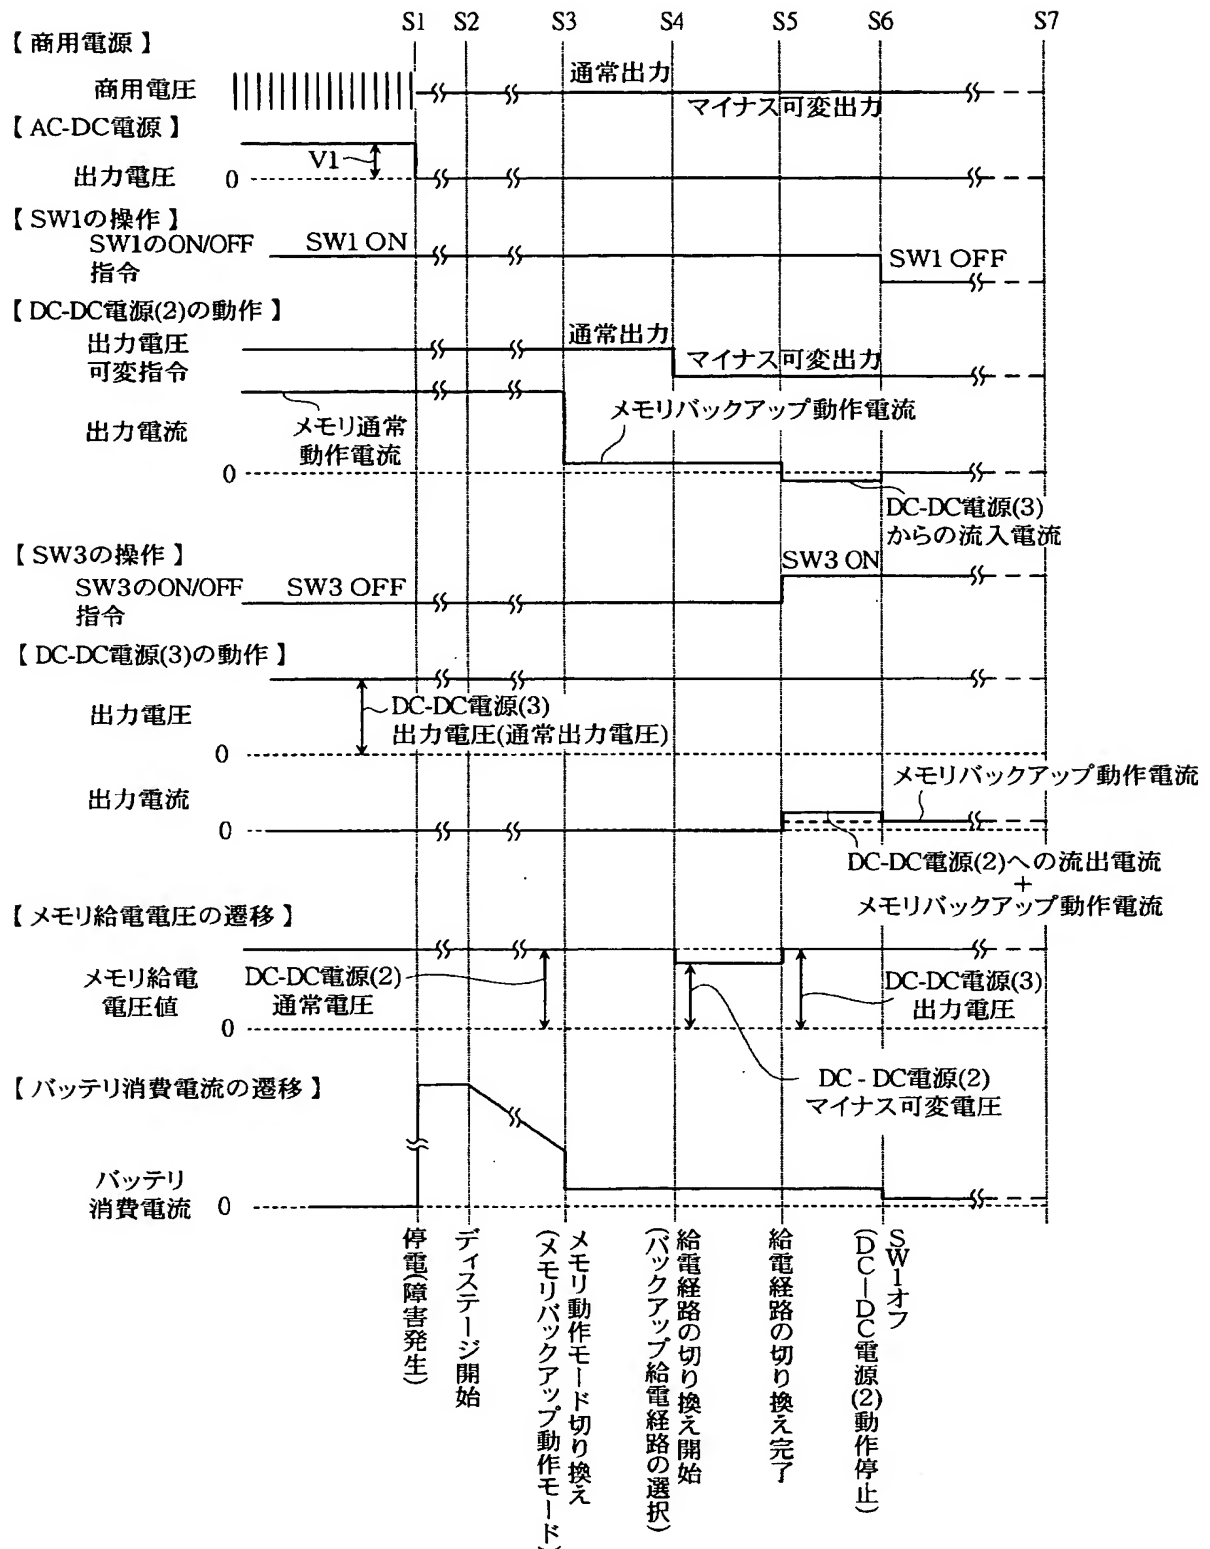 S1 S2 S3 S4 S5 S6 S7
【 商用電源 】
通常出力
商用電圧
マイナス可変出力
【 AC-DC電源 】
V1
出力電圧 0
【 SW1の操作 】
SW1のON/OFF
指令
SW1 ON
SW1 OFF
【 DC-DC電源(2)の動作 】
出力電圧
可変指令
通常出力
マイナス可変出力
メモリバックアップ動作電流
出力電流
メモリ通常
動作電流
0
DC-DC電源(3)
からの流入電流
【 SW3の操作 】
SW3のON/OFF
指令
SW3 OFF
SW3 ON
【 DC-DC電源(3)の動作 】
出力電圧
DC-DC電源(3)
出力電圧(通常出力電圧)
0
メモリバックアップ動作電流
出力電流
0
DC-DC電源(2)への流出電流
+
メモリバックアップ動作電流
【 メモリ給電電圧の遷移 】
メモリ給電
電圧値
DC-DC電源(2)
通常電圧
DC-DC電源(3)
出力電圧
0
DC - DC電源(2)
マイナス可変電圧
【 バッテリ消費電流の遷移 】
バッテリ
消費電流 0
停電(障害発生)
ディステージ開始
メモリ動作モード切り換え
(メモリバックアップ動作モード)
給電経路の切り換え開始
(バックアップ給電経路の選択)
給電経路の切り換え完了
SW1オフ
(DC-DC電源(2)動作停止)